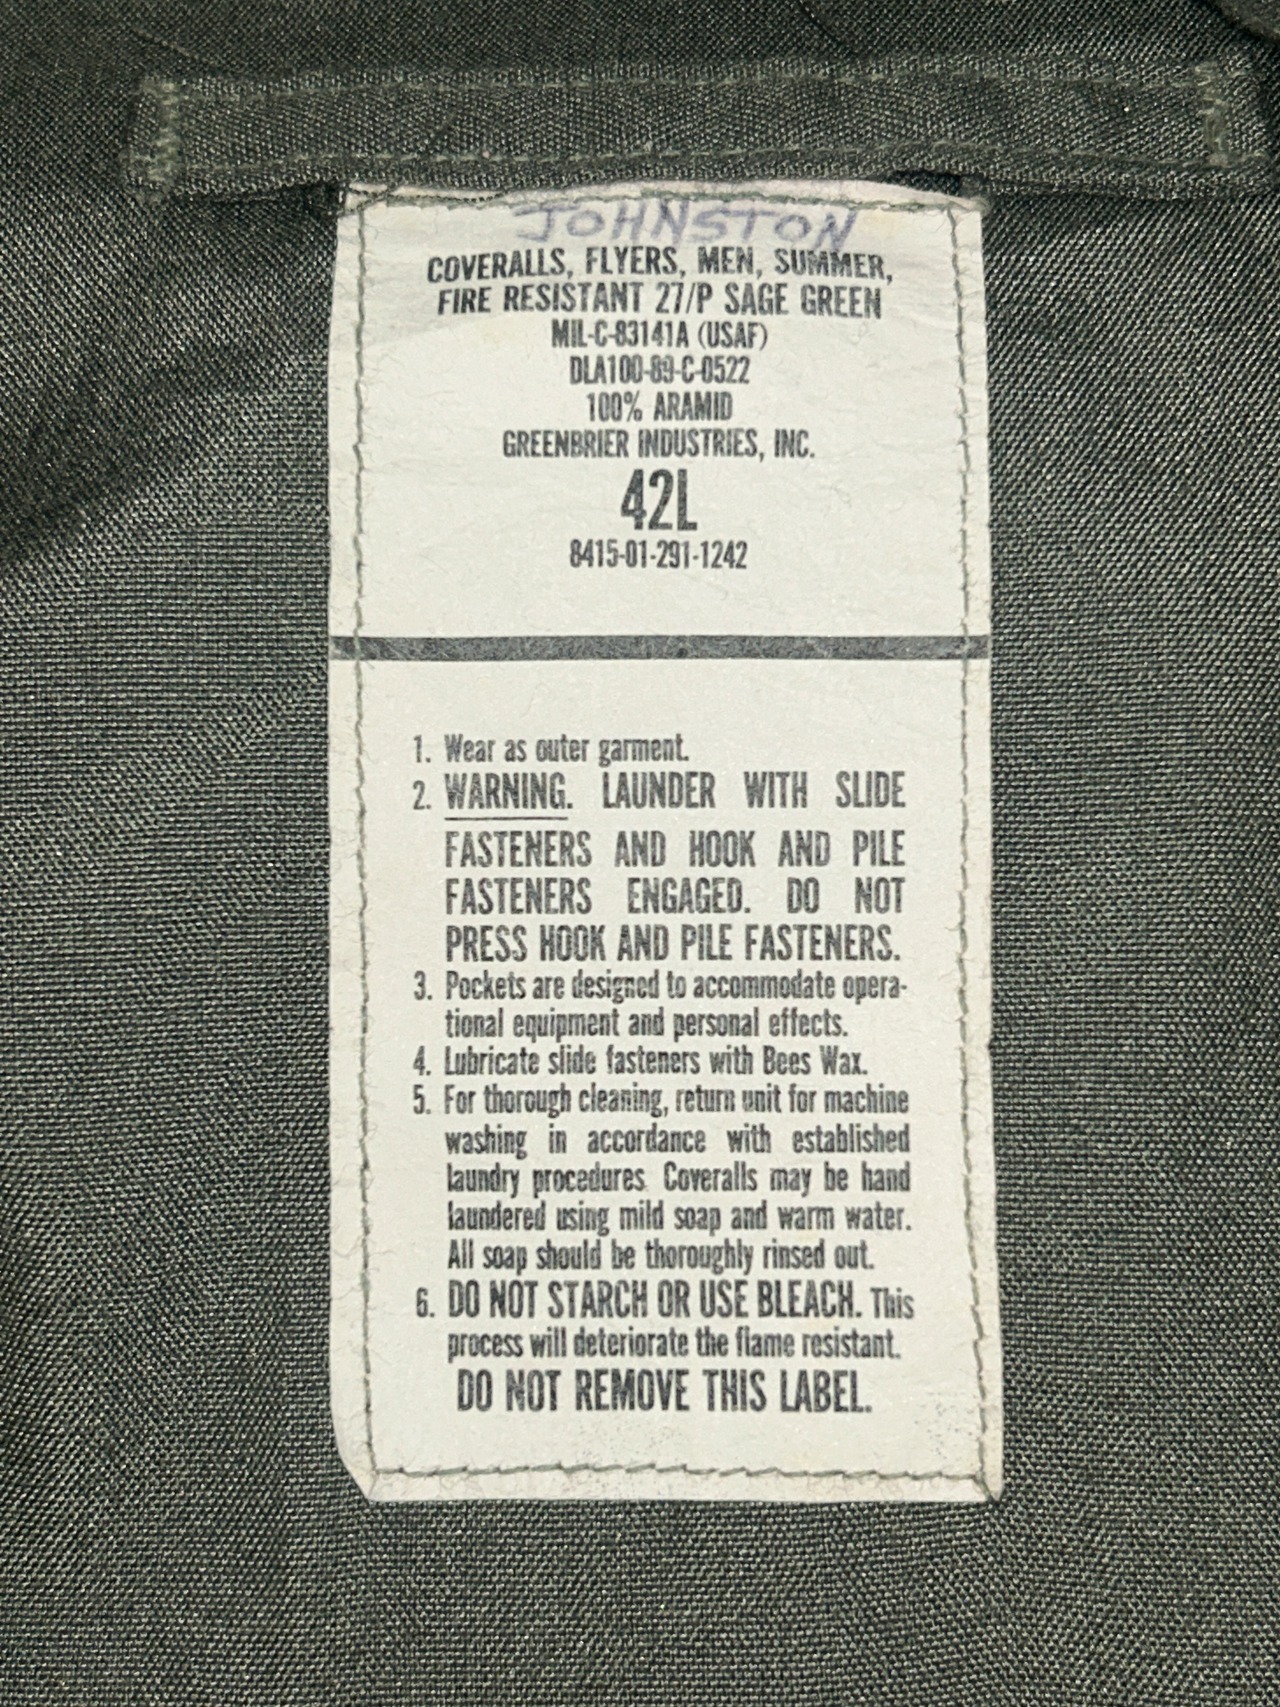 JOHNSTON
COVERALLS, FLYERS, MEN, SUMMER,
FIRE RESISTANT 27/P SAGE GREEN
MIL-C-83141A (USAF)
DLA100-89-C-0522
100% ARAMID
GREENBRIER INDUSTRIES, INC.
42L
8415-01-291-1242
1. Wear as outer garment.
2. WARNING. LAUNDER WITH SLIDE
FASTENERS AND HOOK AND PILE
FASTENERS ENGAGED. DO NOT
PRESS HOOK AND PILE FASTENERS.
3. Pockets are designed to accommodate opera-
tional equipment and personal effects.
4. Lubricate slide fasteners with Bees Wax.
5. For thorough cleaning, return unit for machine
washing in accordance with established
laundry procedures. Coveralls may be hand
laundered using mild soap and warm water.
All soap should be thoroughly rinsed out.
6. DO NOT STARCH OR USE BLEACH. This
process will deteriorate the flame resistant.
DO NOT REMOVE THIS LABEL.